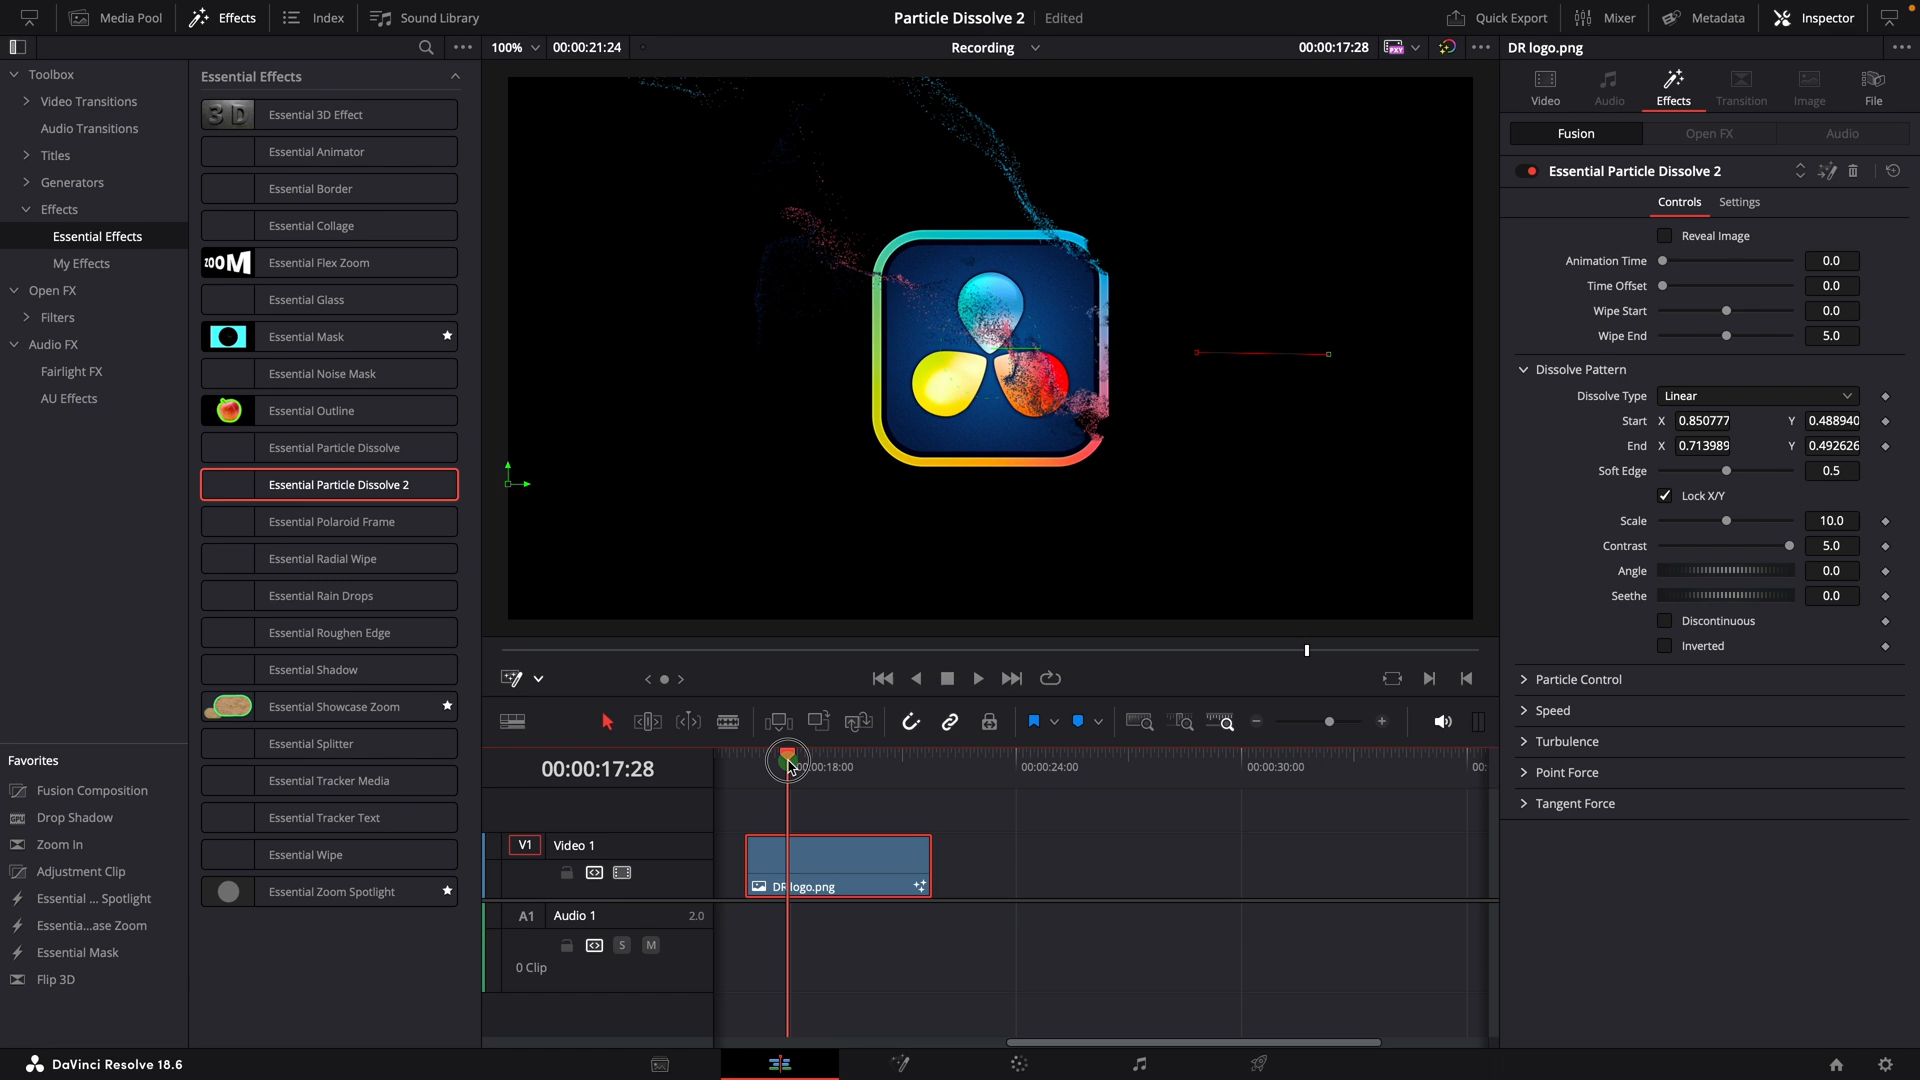 Media Pool
Effects
Index
Sound Library
Particle Dissolve 2
Edited
Quick Export
Mixer
Metadata
Inspector
100%
00:00:21:24
Recording
00:00:17:28
DR logo.png
Toolbox
Video Transitions
Audio Transitions
Titles
Generators
Effects
Essential Effects
My Effects
Open FX
Filters
Audio FX
Fairlight FX
AU Effects
Favorites
Fusion Composition
Drop Shadow
Zoom In
Adjustment Clip
Essential ... Spotlight
Essentia...ase Zoom
Essential Mask
Flip 3D
Essential Effects
3D
Essential 3D Effect
Essential Animator
Essential Border
Essential Collage
ZOOM
Essential Flex Zoom
Essential Glass
Essential Mask
Essential Noise Mask
Essential Outline
Essential Particle Dissolve
Essential Particle Dissolve 2
Essential Polaroid Frame
Essential Radial Wipe
Essential Rain Drops
Essential Roughen Edge
Essential Shadow
Essential Showcase Zoom
Essential Splitter
Essential Tracker Media
Essential Tracker Text
Essential Wipe
Essential Zoom Spotlight
00:00:17:28
00:00:18:00
00:00:24:00
00:00:30:00
00:
V1
Video 1
DR logo.png
A1
Audio 1
2.0
S
M
0 Clip
Video
Audio
Effects
Transition
Image
File
Fusion
Open FX
Audio
Essential Particle Dissolve 2
Controls
Settings
Reveal Image
Animation Time 0.0
Time Offset 0.0
Wipe Start 0.0
Wipe End 5.0
Dissolve Pattern
Dissolve Type Linear
Start X 0.850777 Y 0.488940
End X 0.713989 Y 0.492626
Soft Edge 0.5
Lock X/Y
Scale 10.0
Contrast 5.0
Angle 0.0
Seethe 0.0
Discontinuous
Inverted
Particle Control
Speed
Turbulence
Point Force
Tangent Force
DaVinci Resolve 18.6